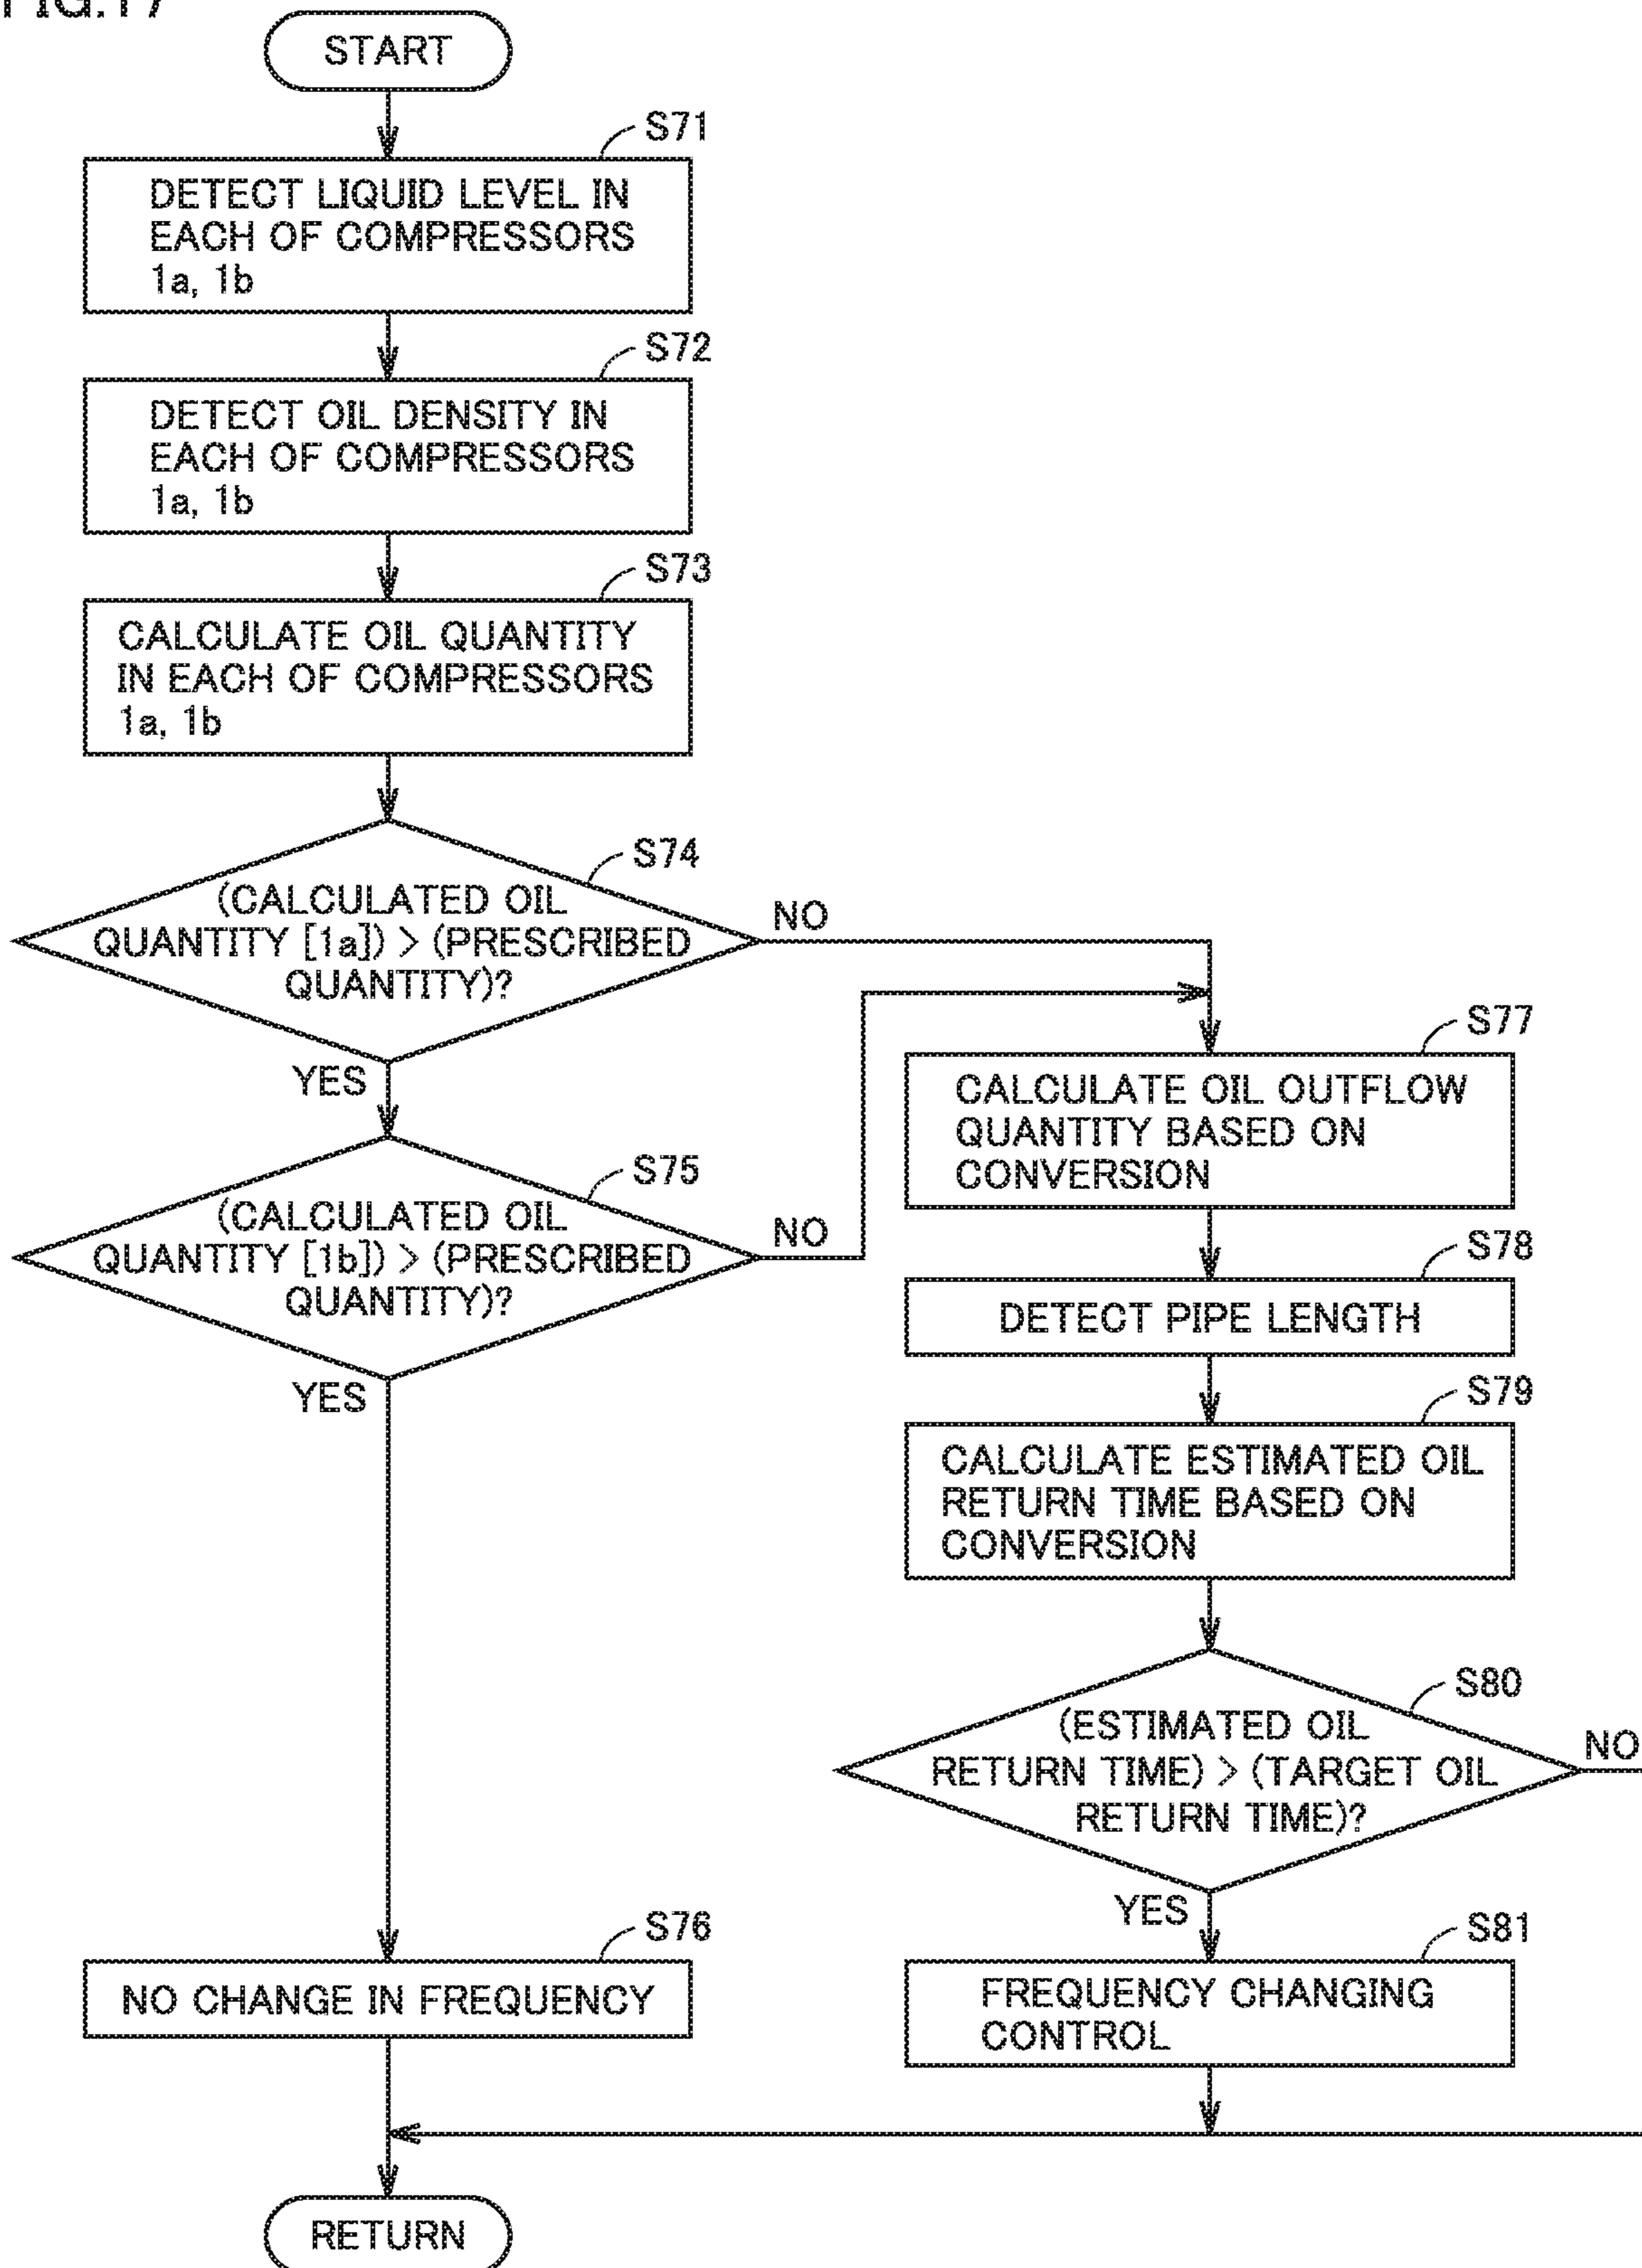 FIG.17
START
S71
DETECT LIQUID LEVEL IN
EACH OF COMPRESSORS
1a, 1b
S72
DETECT OIL DENSITY IN
EACH OF COMPRESSORS
1a, 1b
S73
CALCULATE OIL QUANTITY
IN EACH OF COMPRESSORS
1a, 1b
S74
(CALCULATED OIL
QUANTITY [1a]) > (PRESCRIBED
QUANTITY)?
NO
YES
S75
(CALCULATED OIL
QUANTITY [1b]) > (PRESCRIBED
QUANTITY)?
NO
YES
S76
NO CHANGE IN FREQUENCY
S77
CALCULATE OIL OUTFLOW
QUANTITY BASED ON
CONVERSION
S78
DETECT PIPE LENGTH
S79
CALCULATE ESTIMATED OIL
RETURN TIME BASED ON
CONVERSION
S80
(ESTIMATED OIL
RETURN TIME) > (TARGET OIL
RETURN TIME)?
NO
YES
S81
FREQUENCY CHANGING
CONTROL
RETURN